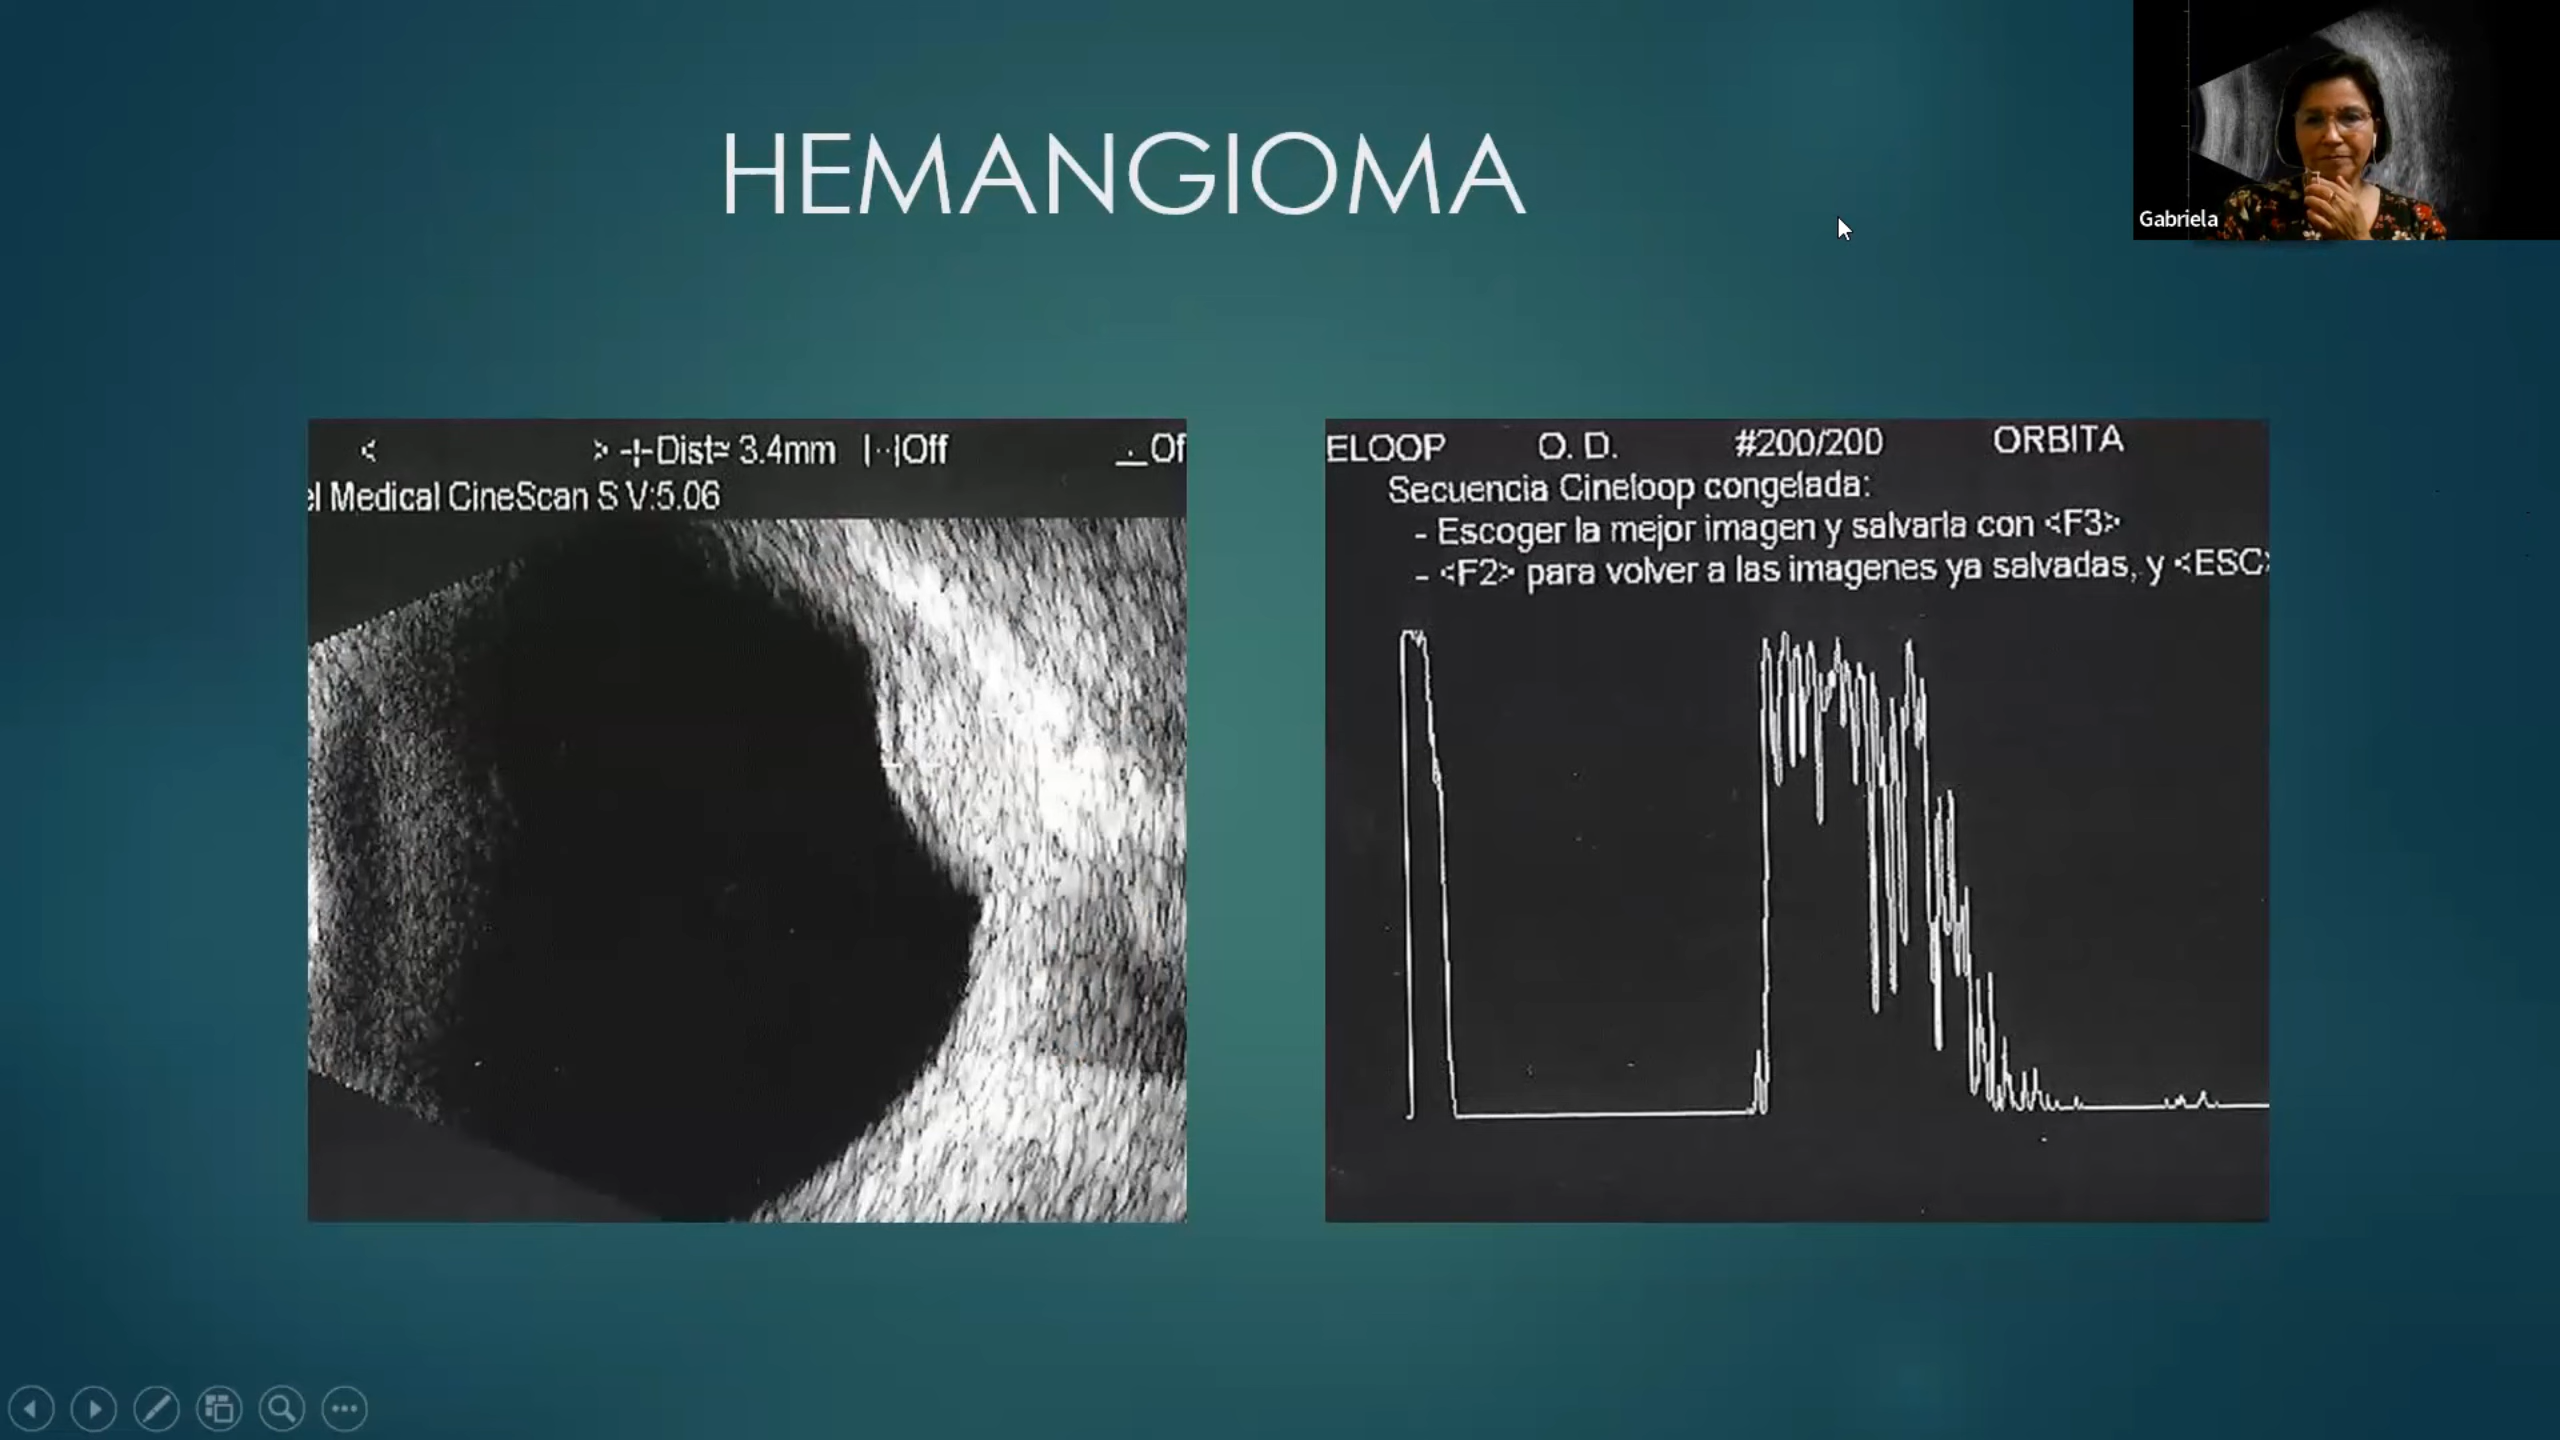 HEMANGIOMA
Gabriela
< > -+-Dist= 3.4mm |··|Off
el Medical CineScan S V:5.06
ELOOP O. D. #200/200 ORBITA
Secuencia Cineloop congelada:
- Escoger la mejor imagen y salvarla con <F3>
- <F2> para volver a las imagenes ya salvadas, y <ESC>